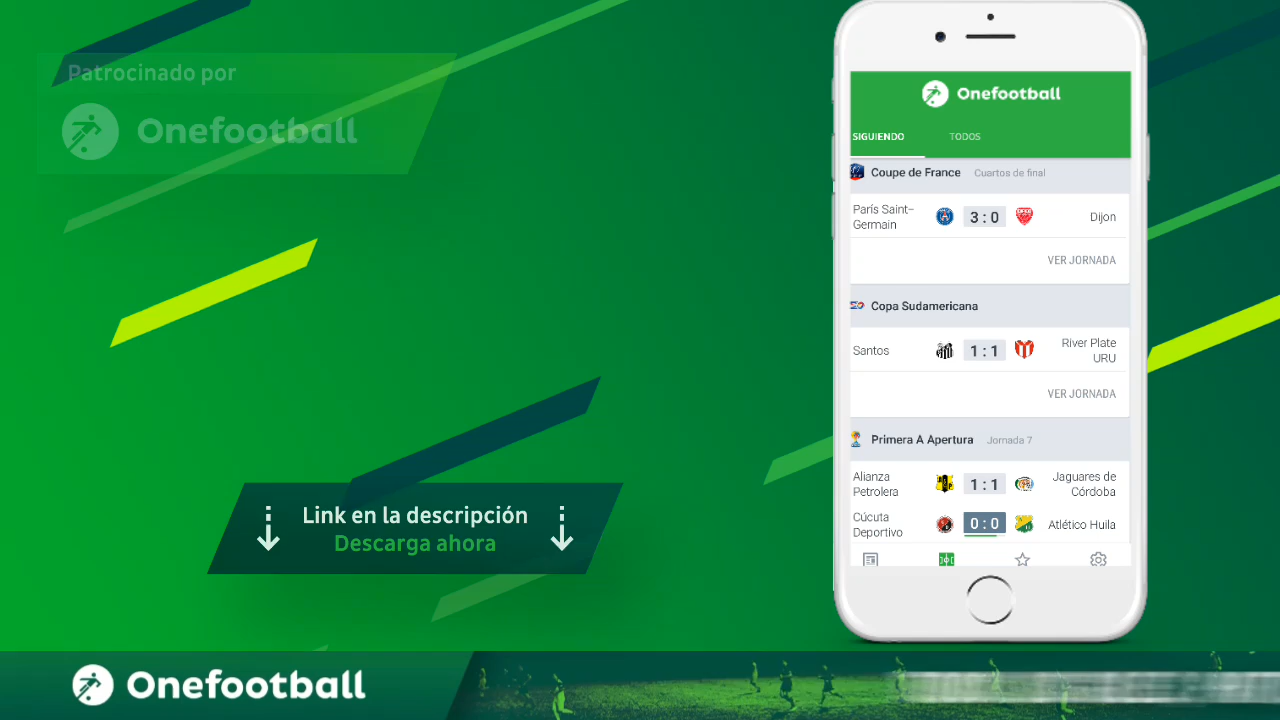 Patrocinado por
Onefootball
Onefootball
SIGUIENDO TODOS
Coupe de France Cuartos de final
París Saint-
Germain 3 : 0 Dijon
VER JORNADA
Copa Sudamericana
Santos 1 : 1 River Plate
URU
VER JORNADA
Primera A Apertura Jornada 7
Alianza
Petrolera 1 : 1 Jaguares de
Córdoba
Cúcuta
Deportivo 0 : 0 Atlético Huila
Link en la descripción
Descarga ahora
Onefootball